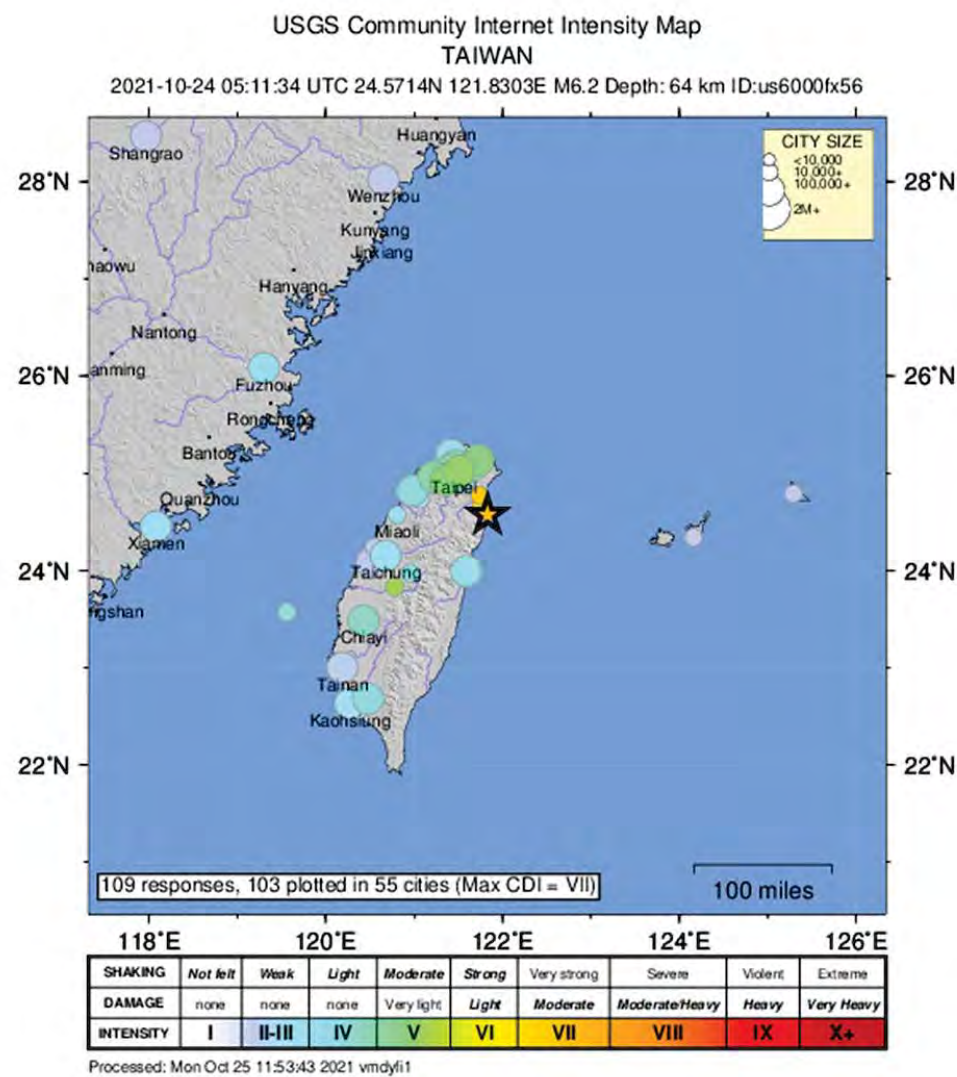 USGS Community Internet Intensity Map
TAIWAN
2021-10-24 05:11:34 UTC 24.5714N 121.8303E M6.2 Depth: 64 km ID:us6000fx56
Huangyan
CITY SIZE
<10,000
10,000+
100,000+
2M+
Shangrao
28°N
28°N
Wenzhou
Kunyang
Jinxiang
haowu
Hanyang
Nantong
anming
26°N
26°N
Fuzhou
Rongcheng
Bantou
Quanzhou
Taipei
Xiamen
Miaoli
24°N
24°N
Taichung
ngshan
Chiayi
Tainan
Kaohsiung
22°N
22°N
109 responses, 103 plotted in 55 cities (Max CDI = VII)
100 miles
118°E 120°E 122°E 124°E 126°E
SHAKING Not felt Weak Light Moderate Strong Very strong Severe Violent Extreme
DAMAGE none none none Very light Light Moderate Moderate/Heavy Heavy Very Heavy
INTENSITY I II-III IV V VI VII VIII IX X+
Processed: Mon Oct 25 11:53:43 2021 vmdyfi1